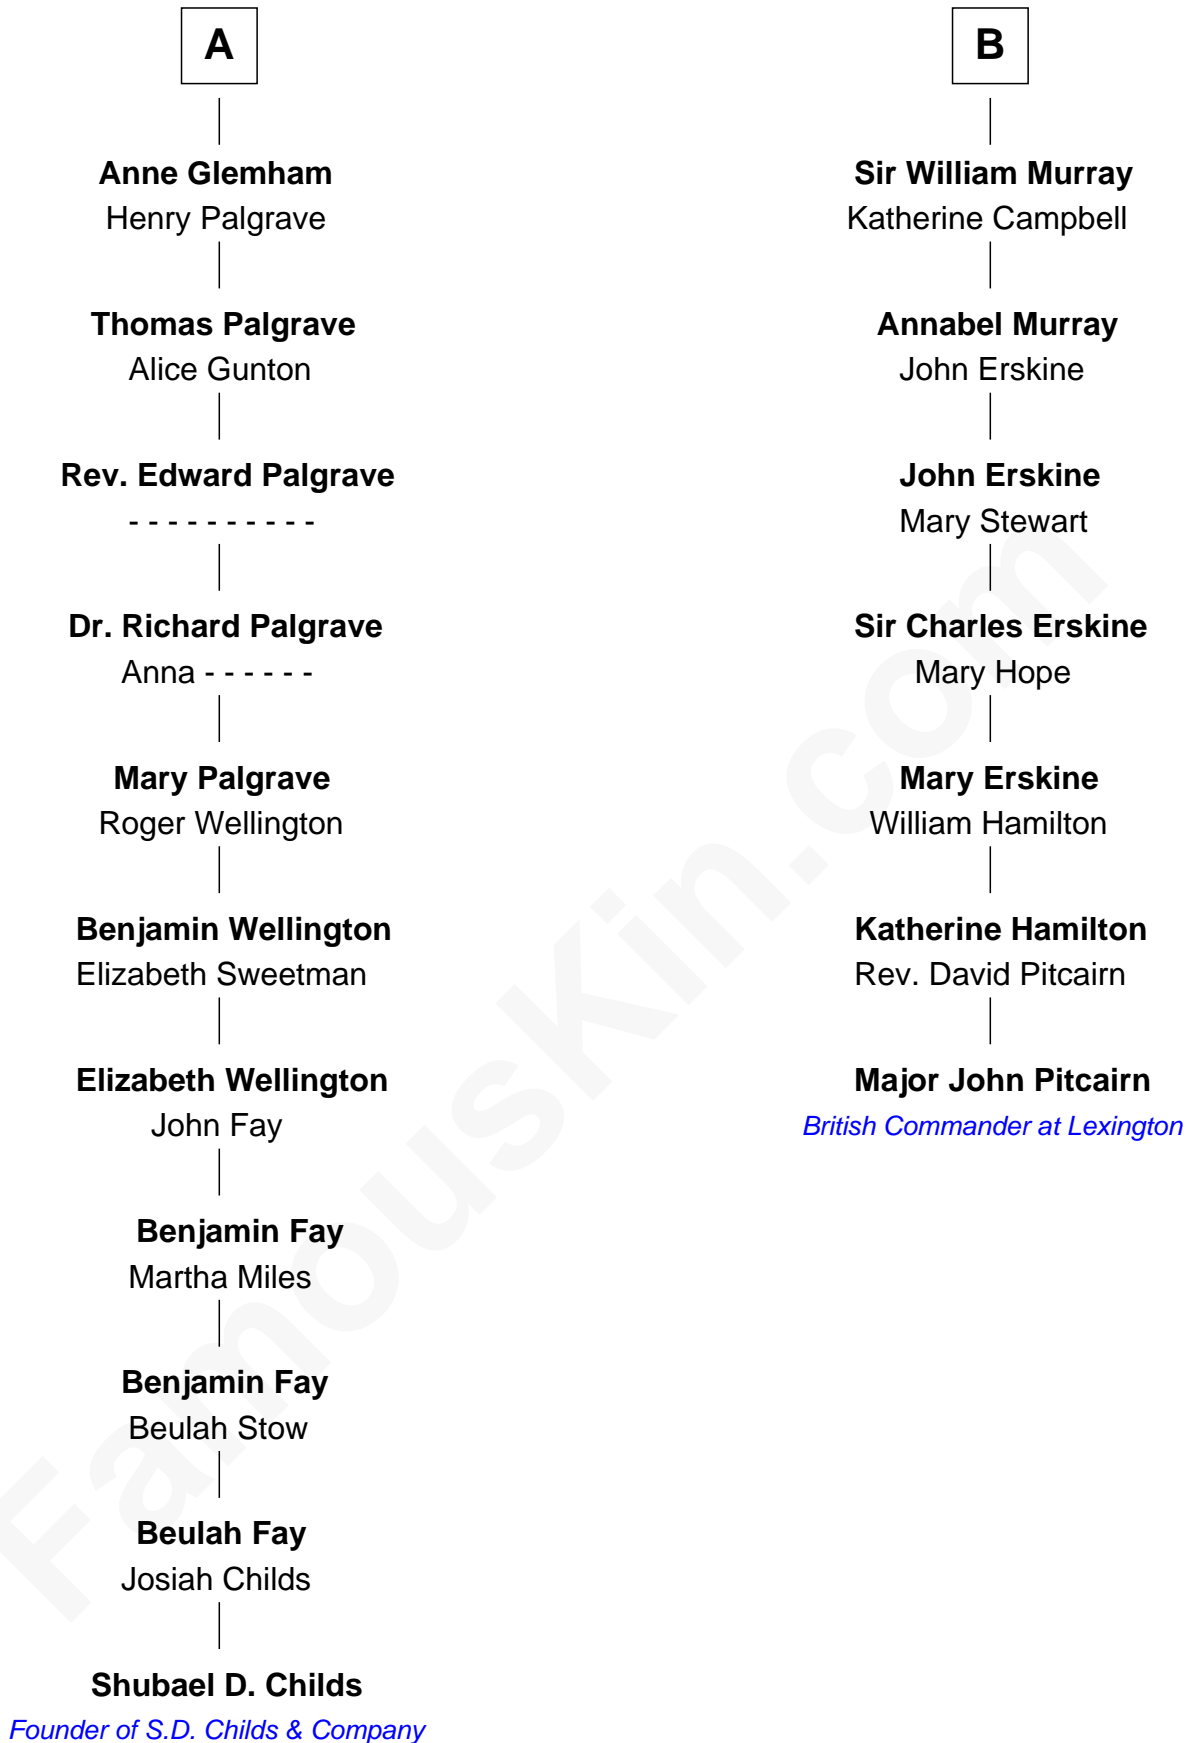 A
Anne Glemham
Henry Palgrave
Thomas Palgrave
Alice Gunton
Rev. Edward Palgrave
- - - - - - - - - -
Dr. Richard Palgrave
Anna - - - - - -
Mary Palgrave
Roger Wellington
Benjamin Wellington
Elizabeth Sweetman
Elizabeth Wellington
John Fay
Benjamin Fay
Martha Miles
Benjamin Fay
Beulah Stow
Beulah Fay
Josiah Childs
Shubael D. Childs
Founder of S.D. Childs & Company
B
Sir William Murray
Katherine Campbell
Annabel Murray
John Erskine
John Erskine
Mary Stewart
Sir Charles Erskine
Mary Hope
Mary Erskine
William Hamilton
Katherine Hamilton
Rev. David Pitcairn
Major John Pitcairn
British Commander at Lexington
FamousKin.com